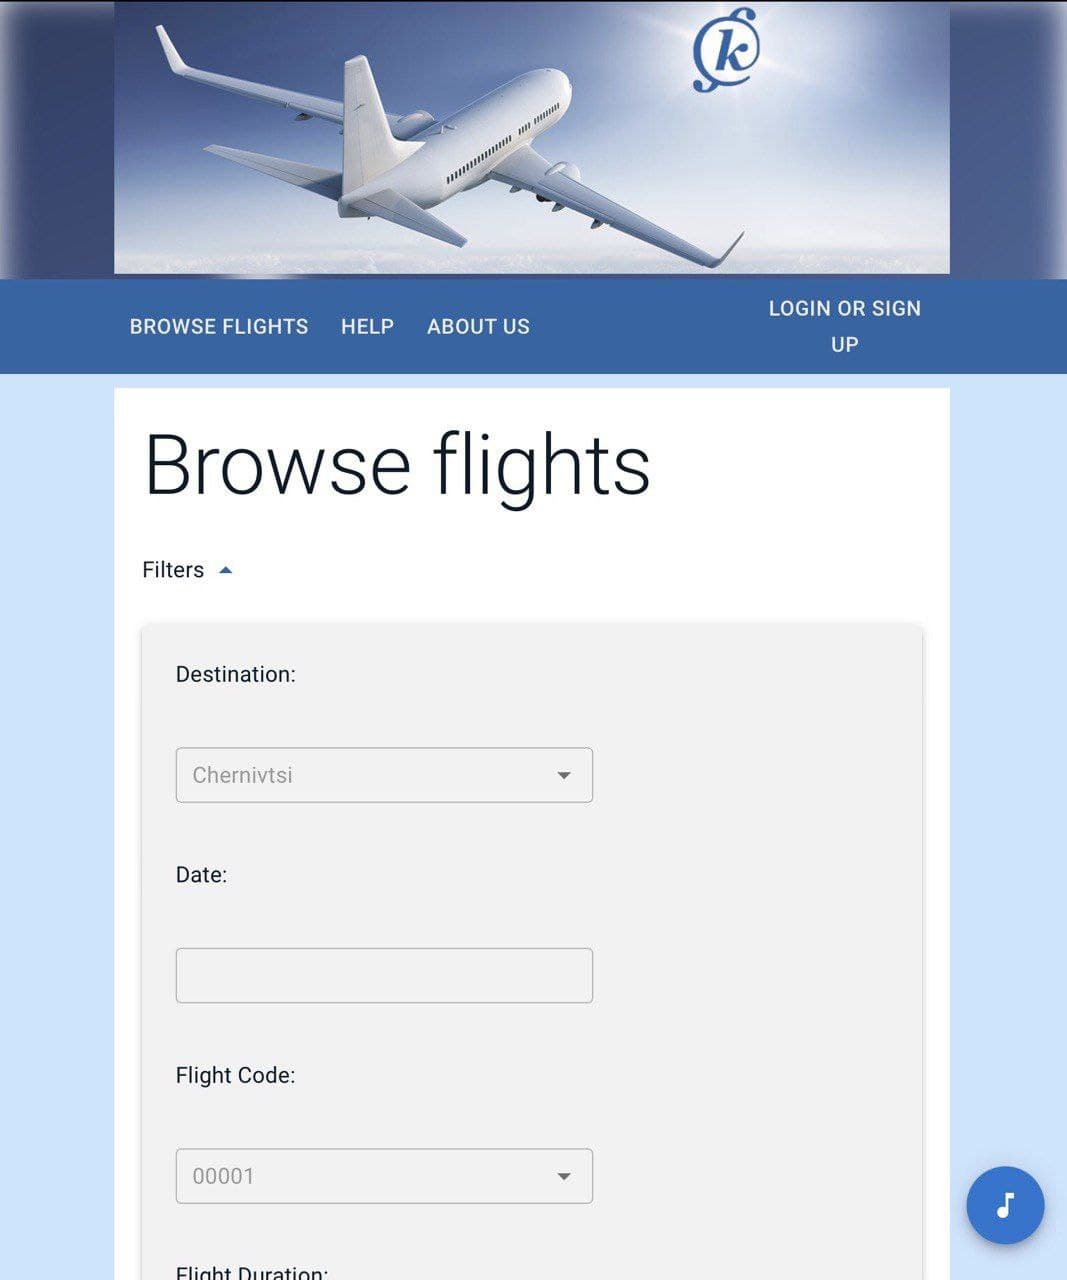 k
BROWSE FLIGHTS
HELP
ABOUT US
LOGIN OR SIGN
UP
Browse flights
Filters
Destination:
Chernivtsi
Date:
Flight Code:
00001
Flight Duration: